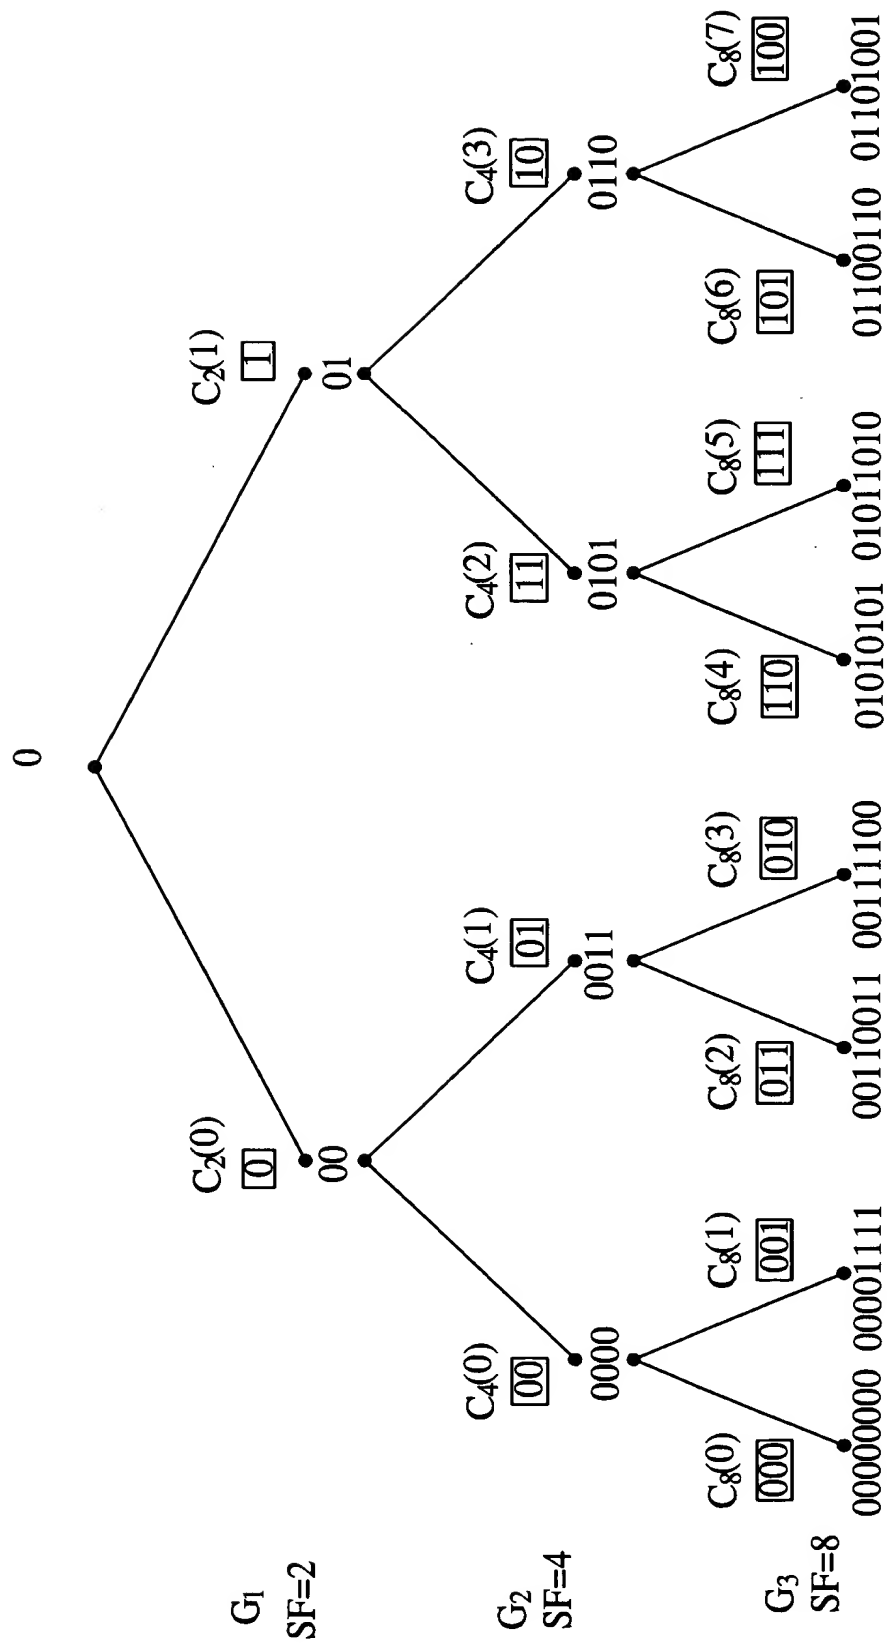 0
C₂(0) C₂(1)
G₁ 0 1
SF=2 00 01
C₄(0) C₄(1) C₄(2) C₄(3)
G₂ 00 01 11 10
SF=4 0000 0011 0101 0110
C₈(0) C₈(1) C₈(2) C₈(3) C₈(4) C₈(5) C₈(6) C₈(7)
G₃ 000 001 011 010 110 111 101 100
SF=8
00000000 00001111 00110011 00111100 01010101 01011010 01100110 01101001